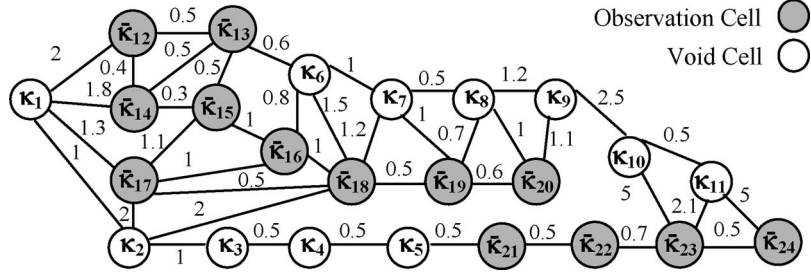 0.5
κ̄12
κ̄13
Observation Cell
2
0.5
0.6
Void Cell
0.4
κ6
1
κ1
1.8
0.5
0.5
1.2
κ̄14
0.3
κ̄15
0.8
1.5
κ7
κ8
κ9
2.5
1.3
1
1.2
1
0.7
1
1.1
0.5
1
1.1
κ̄16
1
κ10
κ̄17
1
0.5
κ̄18
0.5
κ̄19
0.6
κ̄20
κ11
5
2.1
5
2
2
κ2
1
κ3
0.5
κ4
0.5
κ5
0.5
κ̄21
0.5
κ̄22
0.7
κ̄23
0.5
κ̄24